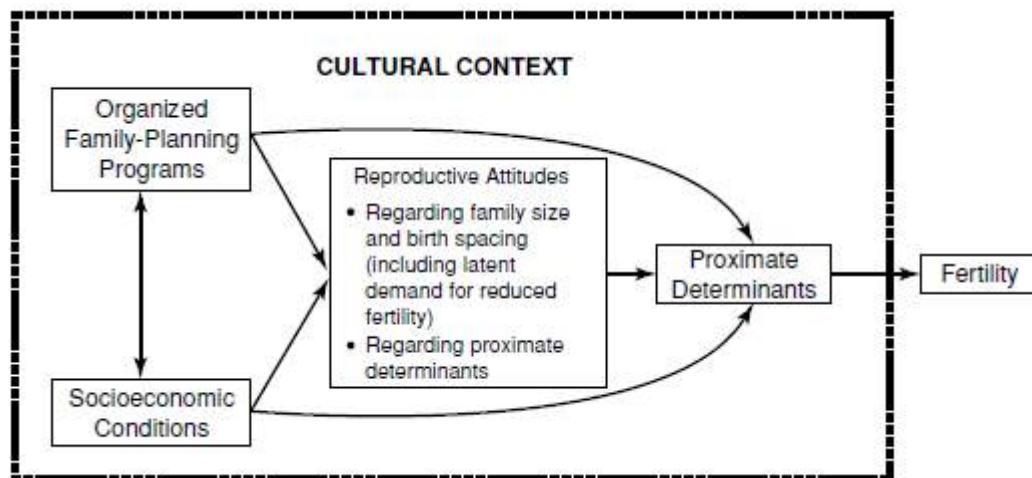 CULTURAL CONTEXT
Organized
Family-Planning
Programs
Reproductive Attitudes
• Regarding family size
and birth spacing
(including latent
demand for reduced
fertility)
• Regarding proximate
determinants
Proximate
Determinants
Fertility
Socioeconomic
Conditions